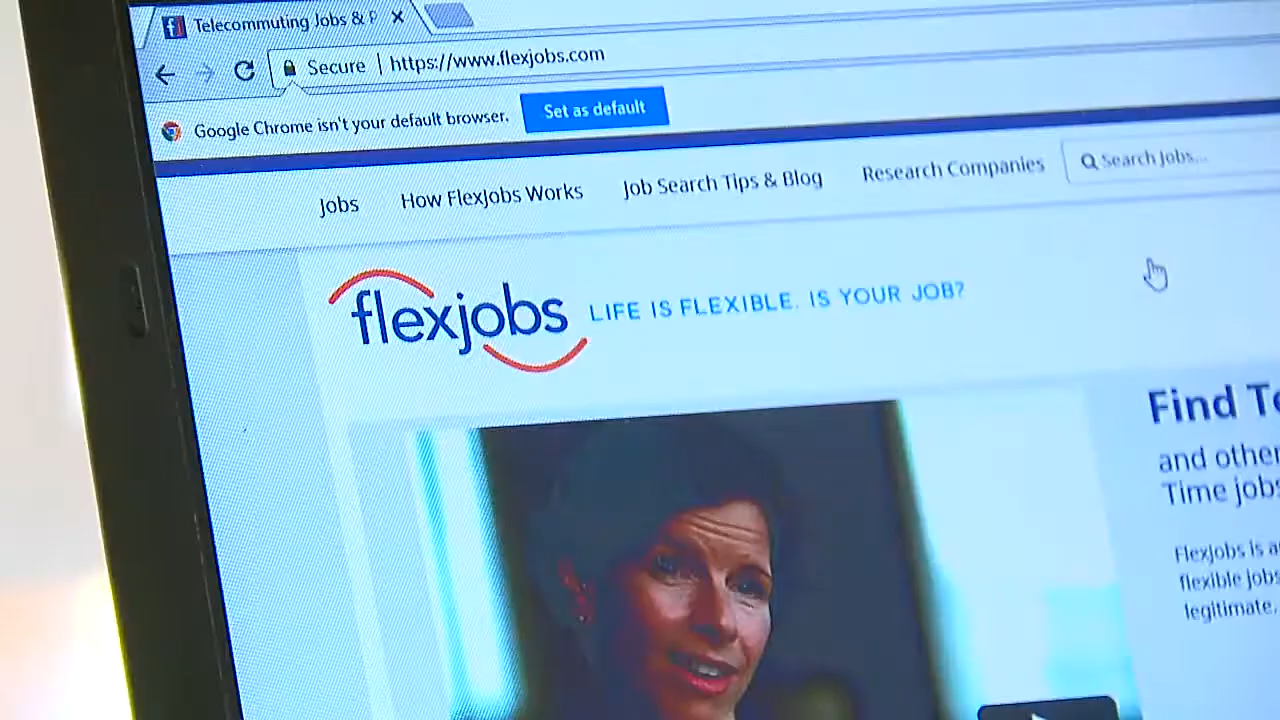 Telecommuting Jobs & P
Secure | https://www.flexjobs.com
Google Chrome isn't your default browser. Set as default
Jobs How FlexJobs Works Job Search Tips & Blog Research Companies Search Jobs...
flexjobs LIFE IS FLEXIBLE. IS YOUR JOB?
Find Te
and other
Time jobs
FlexJobs is a
flexible jobs
legitimate,